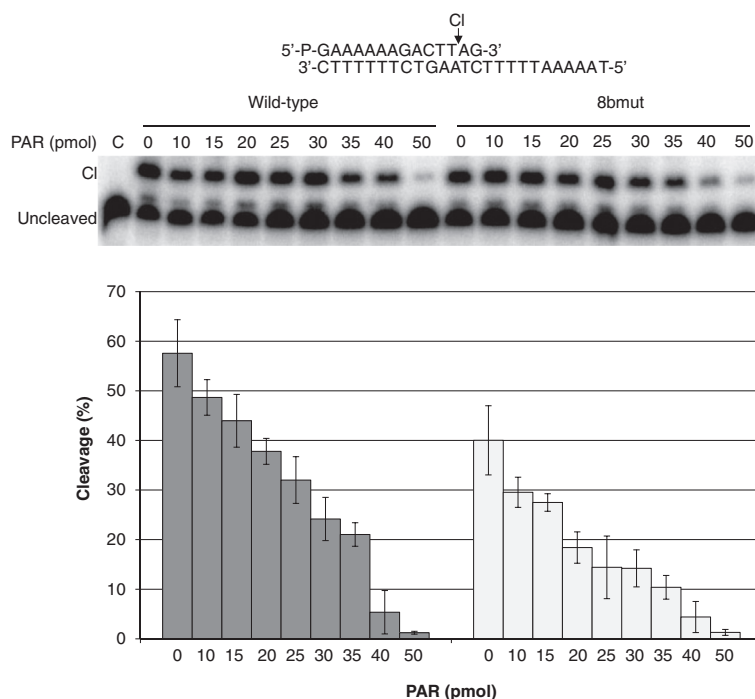 Cl
5'-P-GAAAAAAGACTTAG-3'
3'-CTTTTTTCTGAATCTTTTTAAAAAT-5'
Wild-type 8bmut
PAR (pmol) C 0 10 15 20 25 30 35 40 50 0 10 15 20 25 30 35 40 50
Cl
Uncleaved
70
60
50
40
30
20
10
0
Cleavage (%)
0 10 15 20 25 30 35 40 50 0 10 15 20 25 30 35 40 50
PAR (pmol)